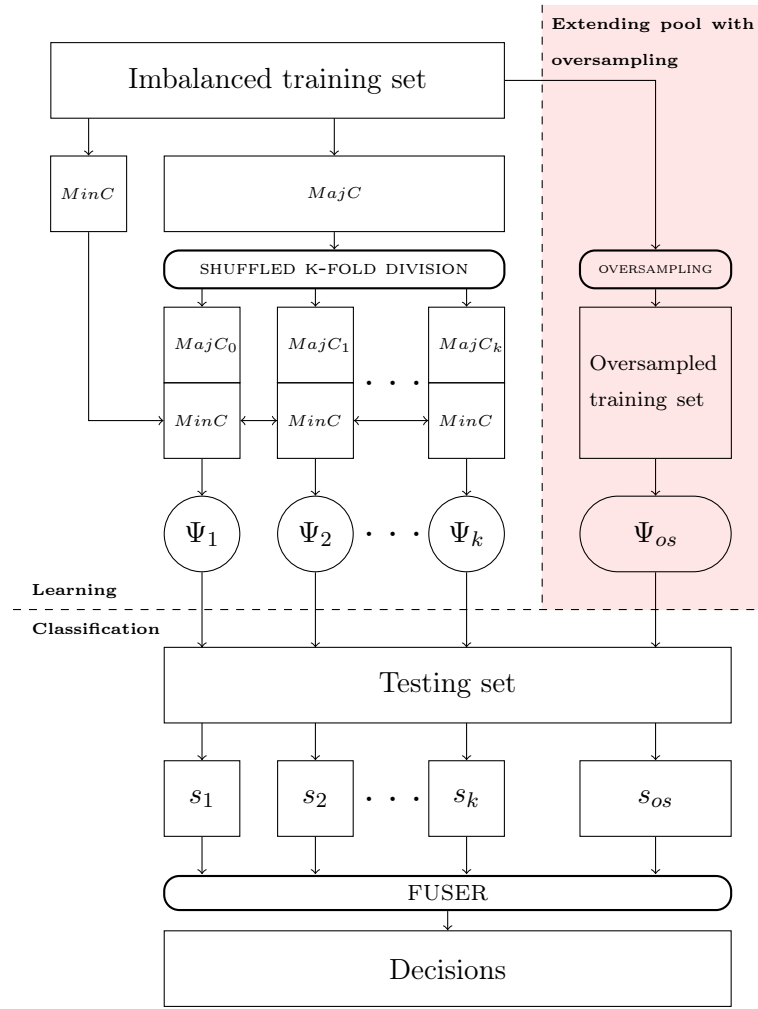 Extending pool with
oversampling
Imbalanced training set
MinC
MajC
SHUFFLED K-FOLD DIVISION
OVERSAMPLING
MajC₀
MajC₁
. . .
MajCₖ
MinC
MinC
MinC
Oversampled
training set
Ψ₁
Ψ₂
. . .
Ψₖ
Ψₒₛ
Learning
Classification
Testing set
s₁
s₂
. . .
sₖ
sₒₛ
FUSER
Decisions